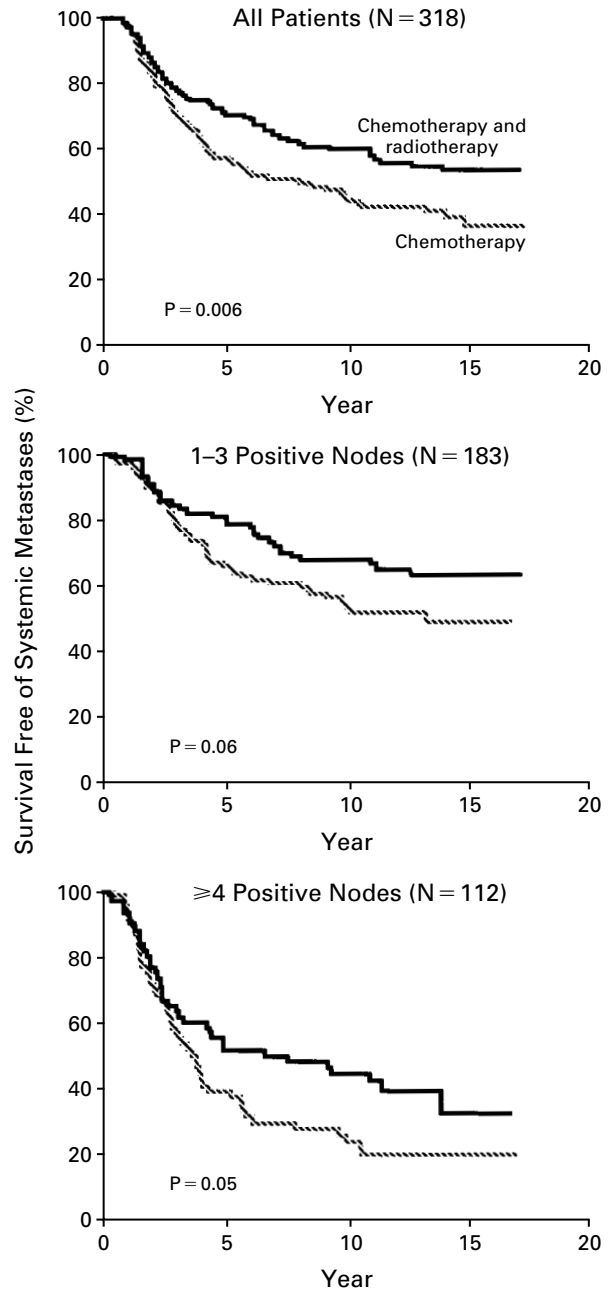 Survival Free of Systemic Metastases (%)
All Patients (N = 318)
100
80
60
40
20
0
Chemotherapy and
radiotherapy
Chemotherapy
P = 0.006
0 5 10 15 20
Year
1–3 Positive Nodes (N = 183)
100
80
60
40
20
0
P = 0.06
0 5 10 15 20
Year
⩾4 Positive Nodes (N = 112)
100
80
60
40
20
0
P = 0.05
0 5 10 15 20
Year